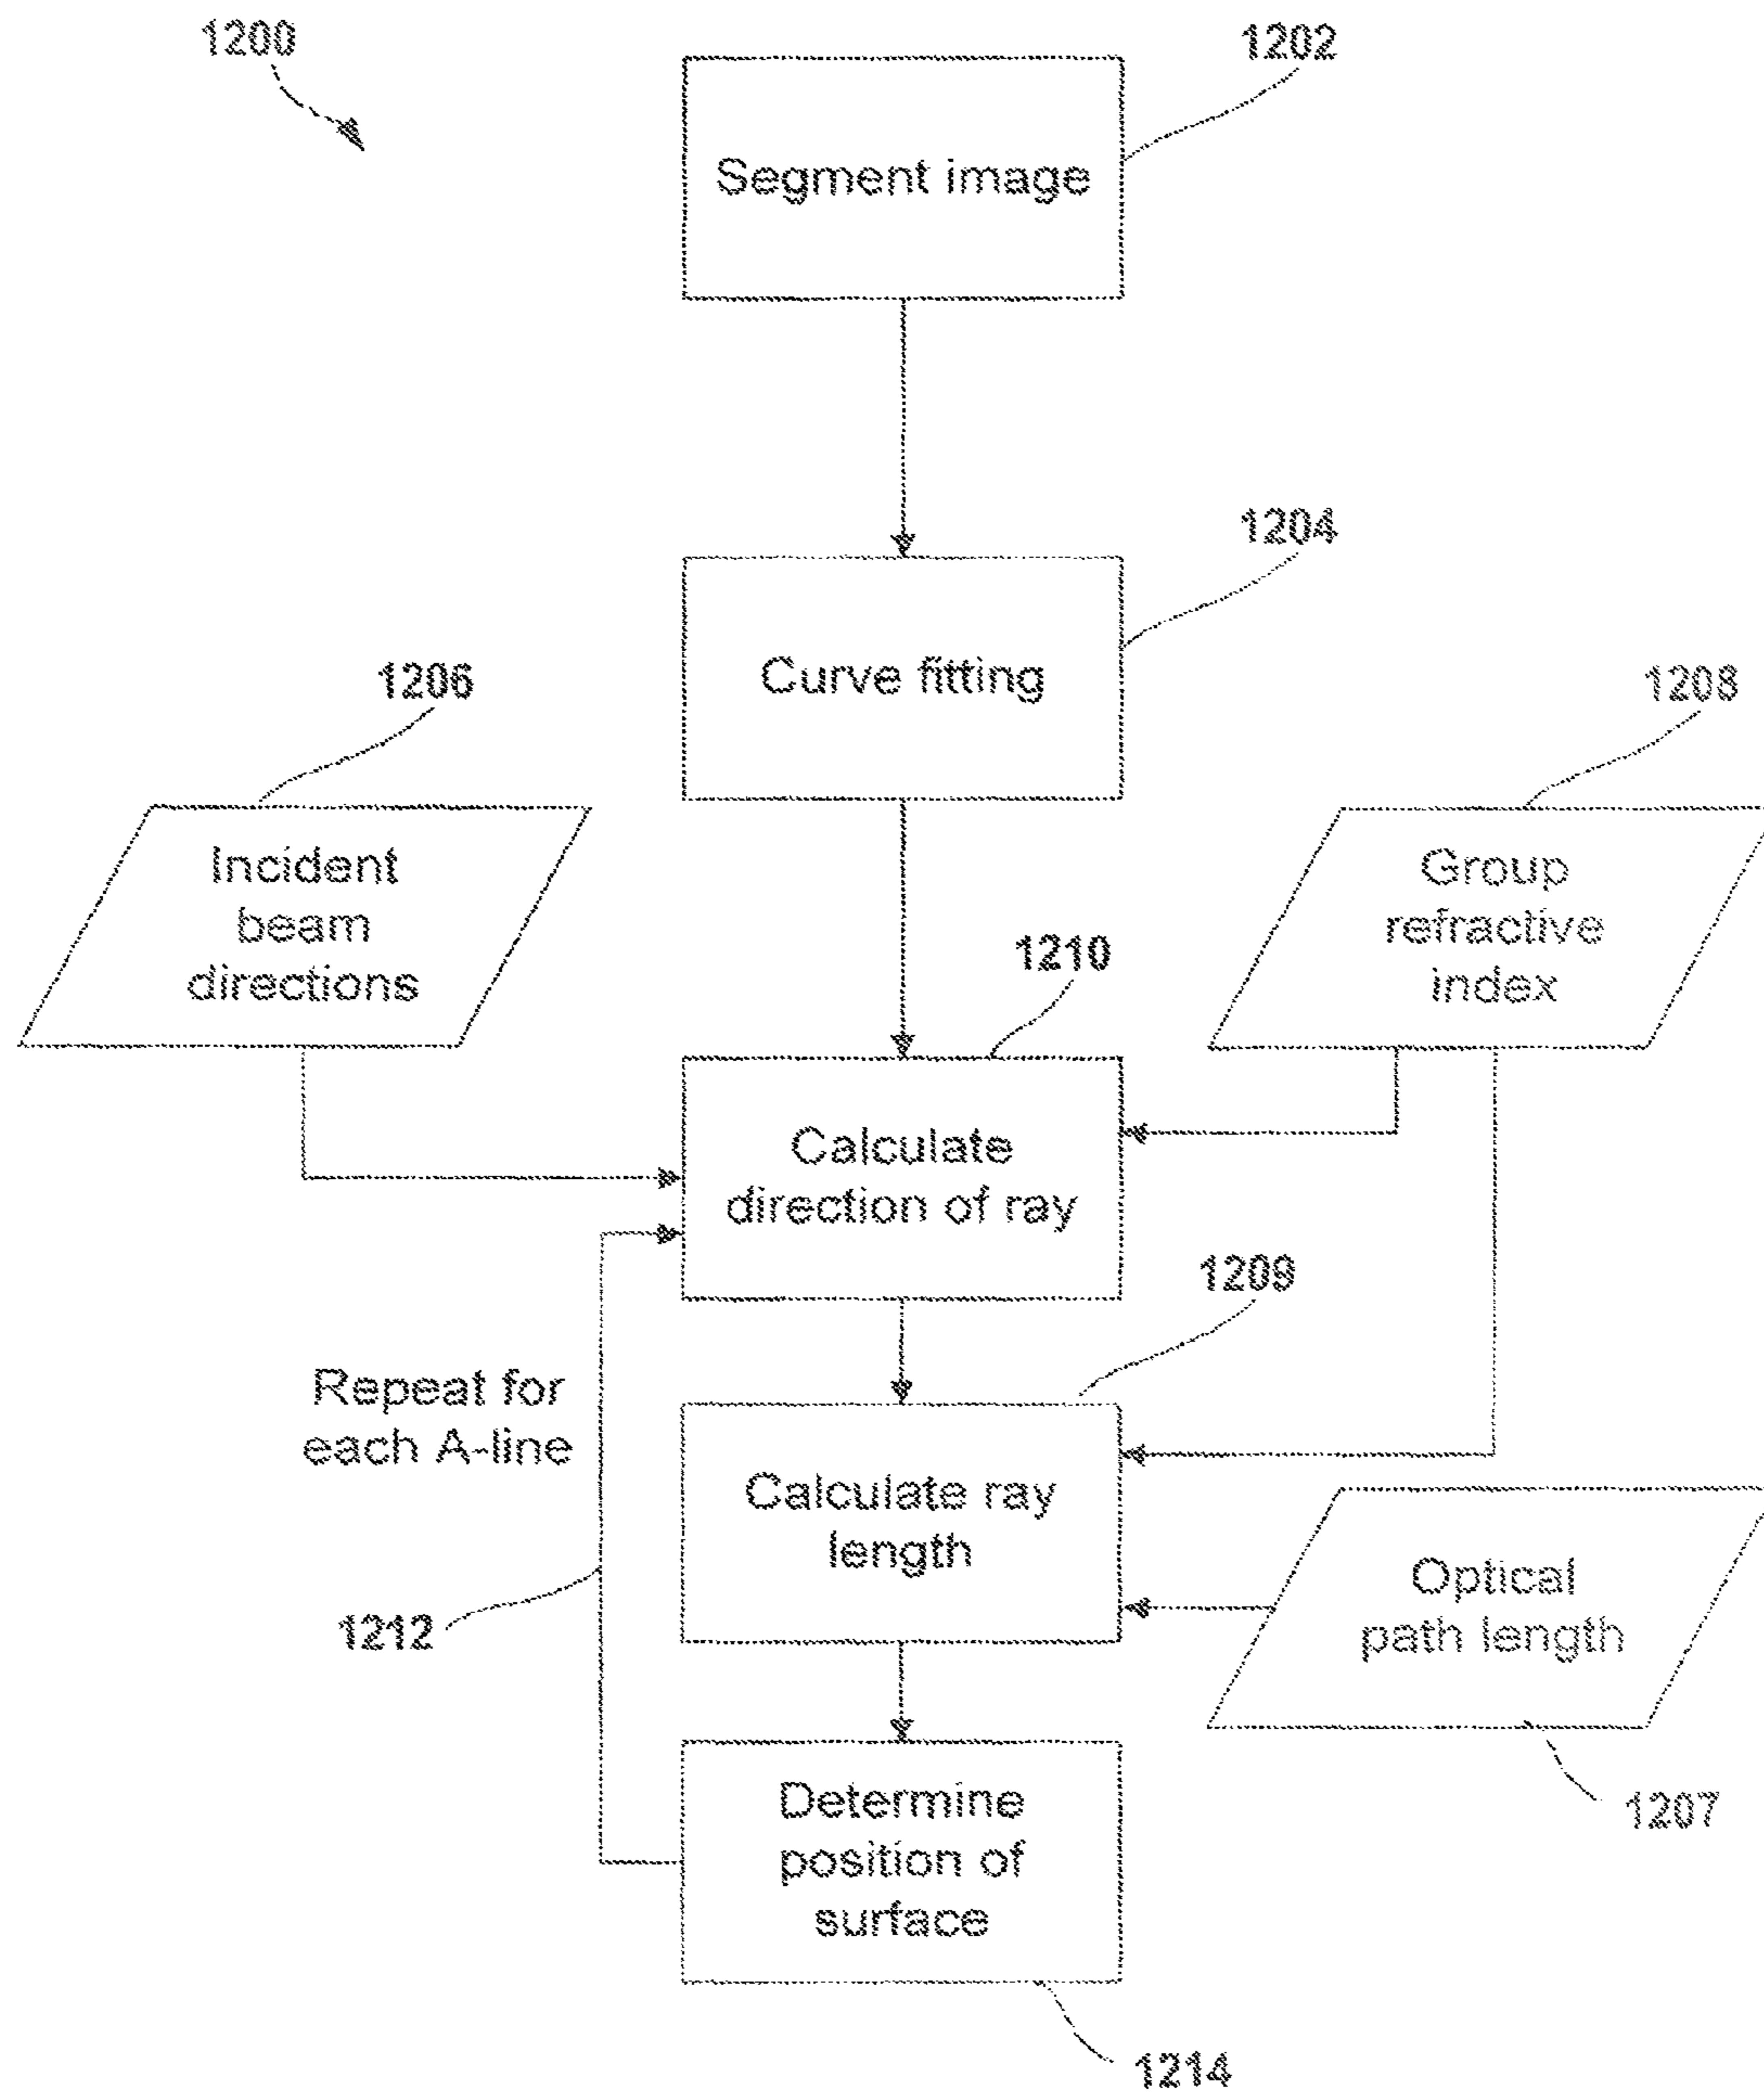 1200
1202
Segment image
1204
Curve fitting
1206
Incident
beam
directions
1208
Group
refractive
index
1210
Calculate
direction of ray
1209
Repeat for
each A-line
Calculate ray
length
1212
Optical
path length
1207
Determine
position of
surface
1214